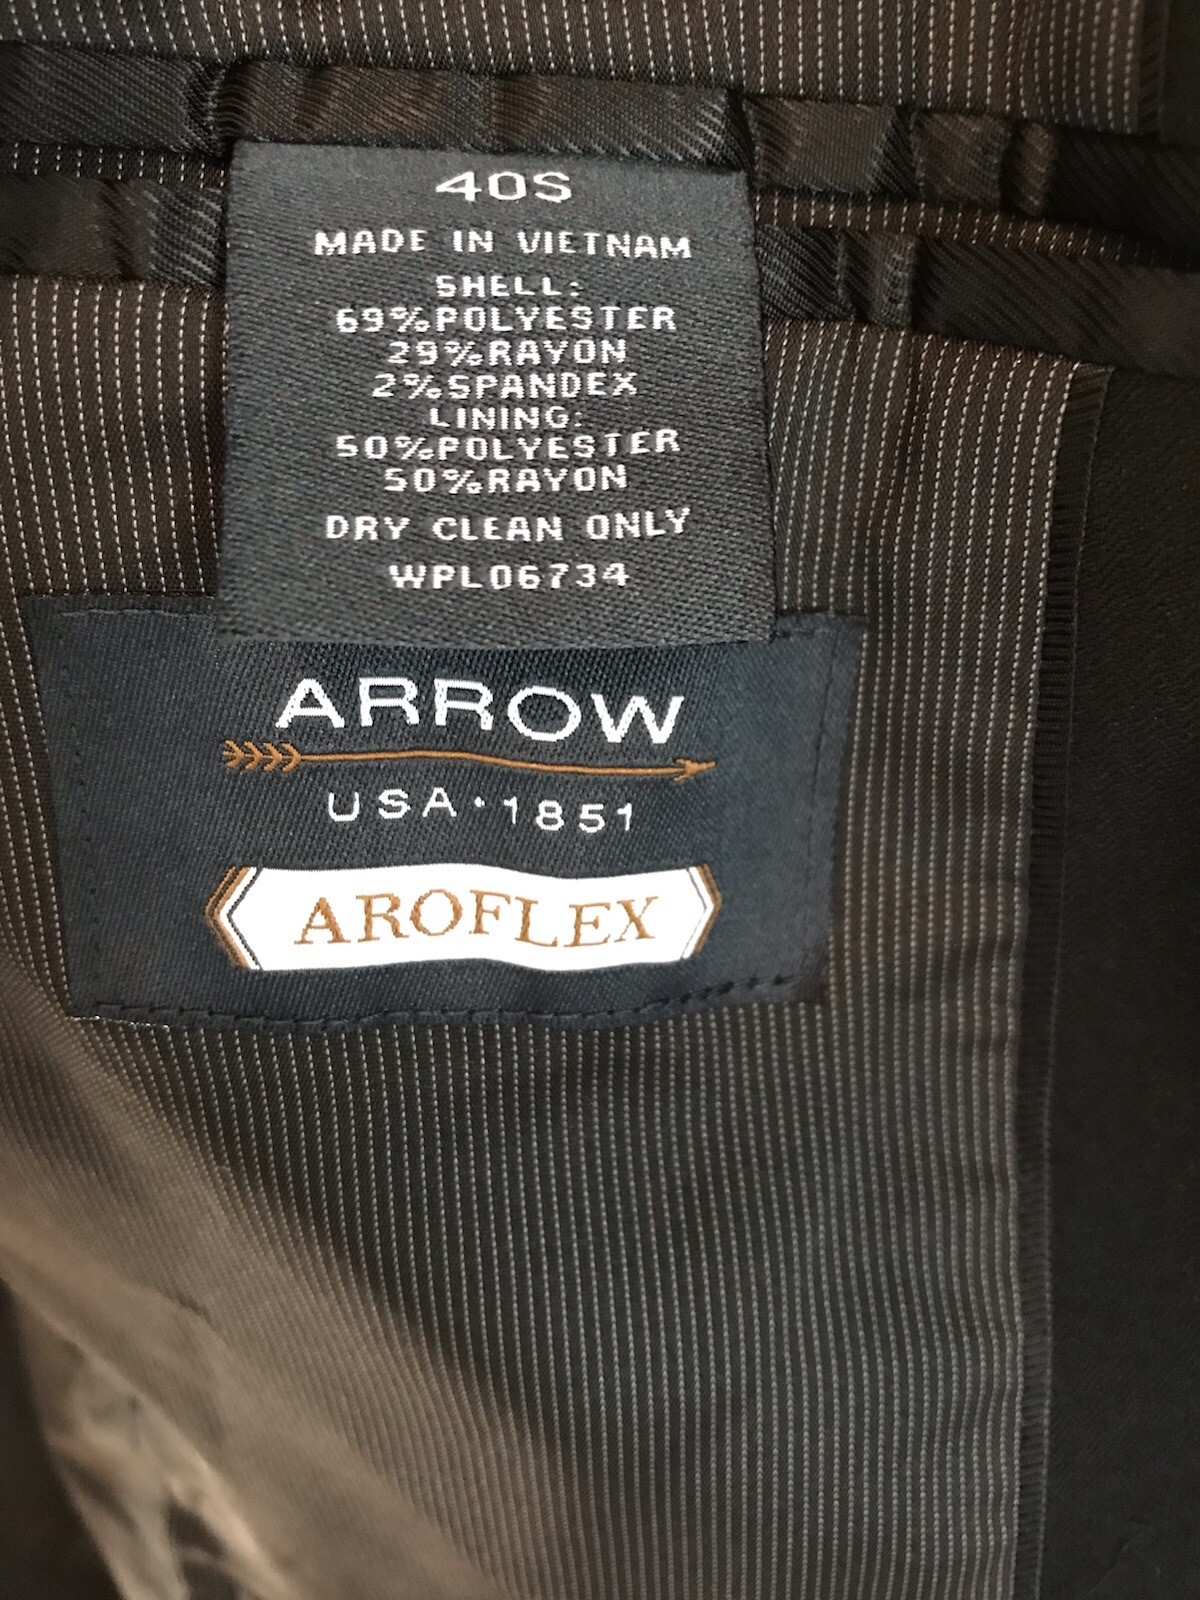 40S
MADE IN VIETNAM
SHELL:
69%POLYESTER
29%RAYON
2%SPANDEX
LINING:
50%POLYESTER
50%RAYON
DRY CLEAN ONLY
WPL06734
ARROW
USA·1851
AROFLEX